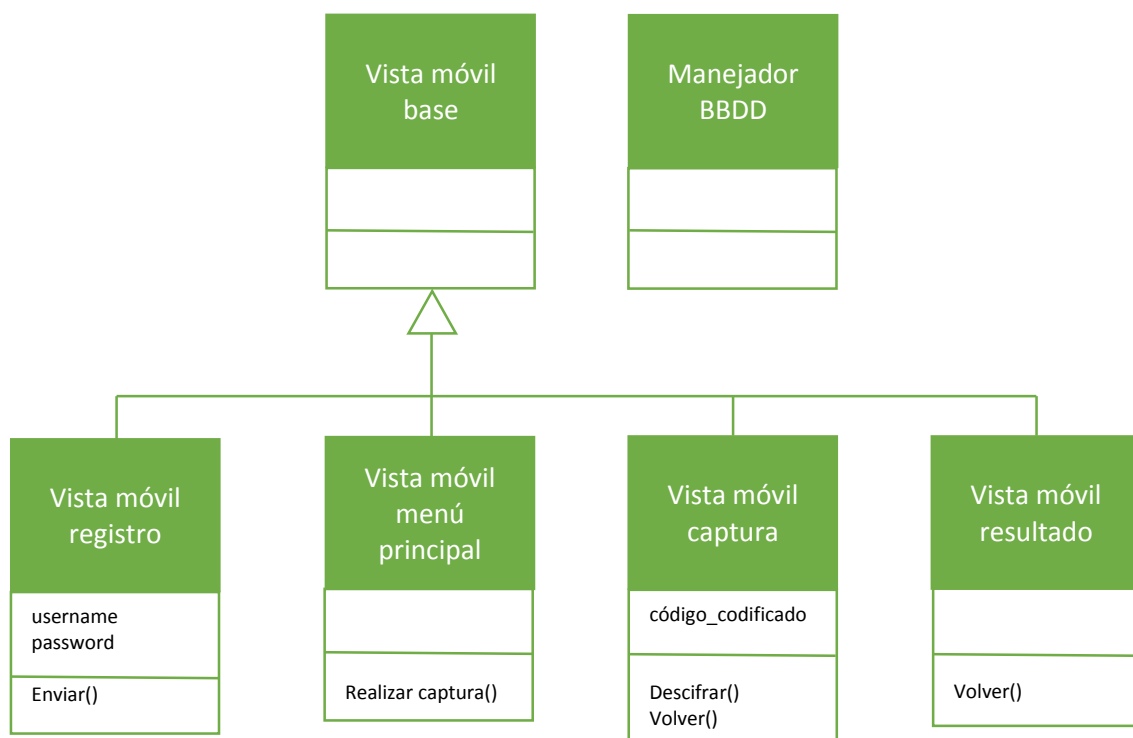 Vista móvil
base
Manejador
BBDD
Vista móvil
registro
username
password
Enviar()
Vista móvil
menú
principal
Realizar captura()
Vista móvil
captura
código_codificado
Descifrar()
Volver()
Vista móvil
resultado
Volver()